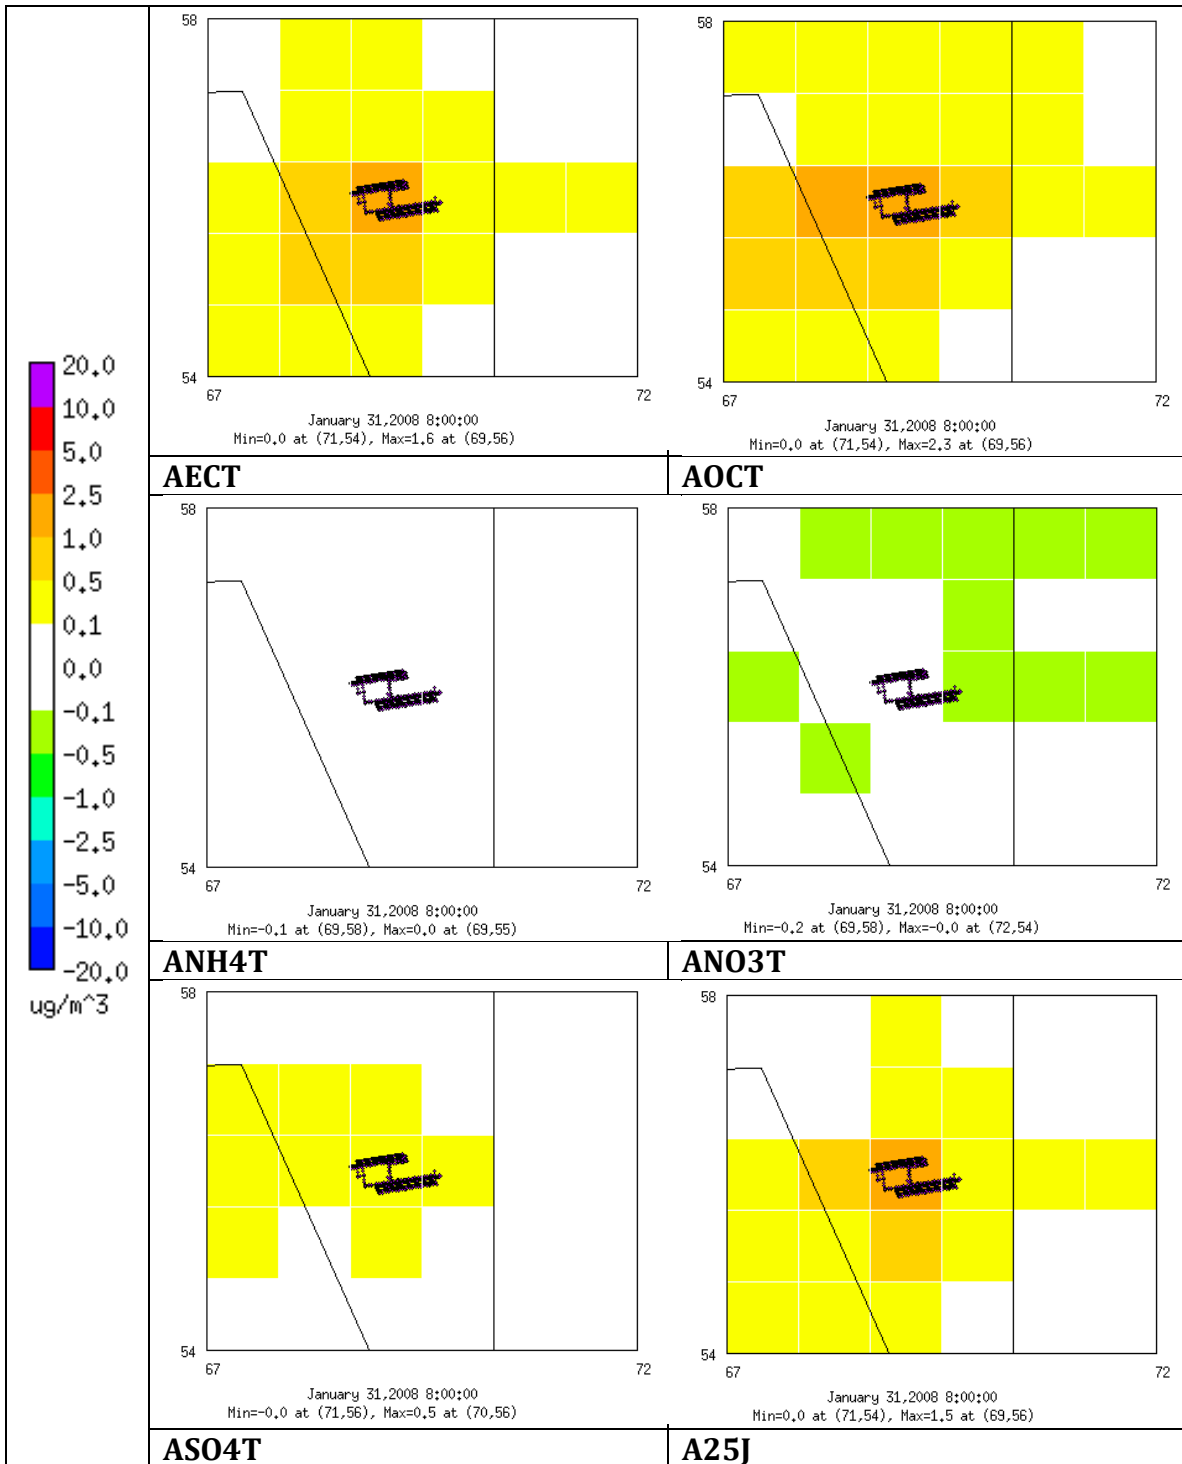 20.0
10.0
5.0
2.5
1.0
0.5
0.1
0.0
-0.1
-0.5
-1.0
-2.5
-5.0
-10.0
-20.0
ug/m^3
58
54
67
72
January 31,2008 8:00:00
Min=0.0 at (71,54), Max=1.6 at (69,56)
AECT
58
54
67
72
January 31,2008 8:00:00
Min=0.0 at (71,54), Max=2.3 at (69,56)
AOCT
58
54
67
72
January 31,2008 8:00:00
Min=-0.1 at (69,58), Max=0.0 at (69,55)
ANH4T
58
54
67
72
January 31,2008 8:00:00
Min=-0.2 at (69,58), Max=-0.0 at (72,54)
ANO3T
58
54
67
72
January 31,2008 8:00:00
Min=-0.0 at (71,56), Max=0.5 at (70,56)
ASO4T
58
54
67
72
January 31,2008 8:00:00
Min=0.0 at (71,54), Max=1.5 at (69,56)
A25J